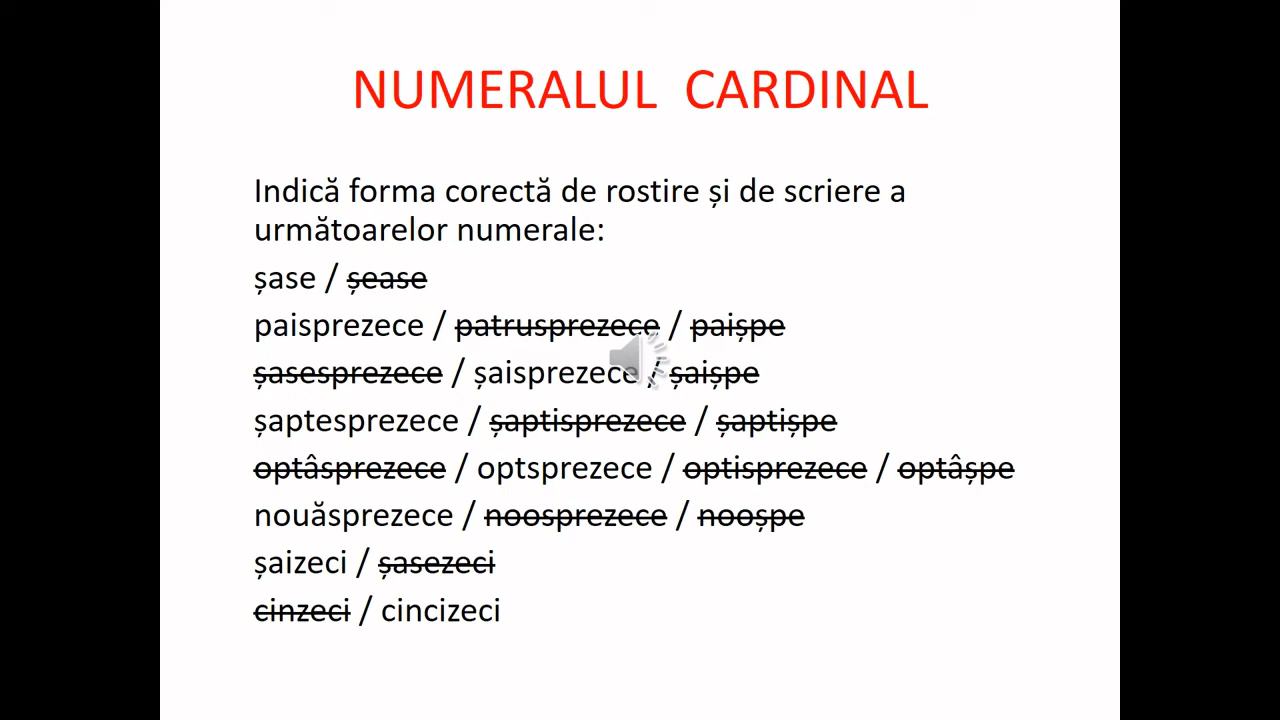 NUMERALUL CARDINAL
Indică forma corectă de rostire și de scriere a
următoarelor numerale:
șase / șease
paisprezece / patrusprezece / paișpe
șasesprezece / șaisprezece / șaișpe
șaptesprezece / șaptisprezece / șaptișpe
optâsprezece / optsprezece / optisprezece / optâșpe
nouăsprezece / noosprezece / nooșpe
șaizeci / șasezeci
cinzeci / cincizeci